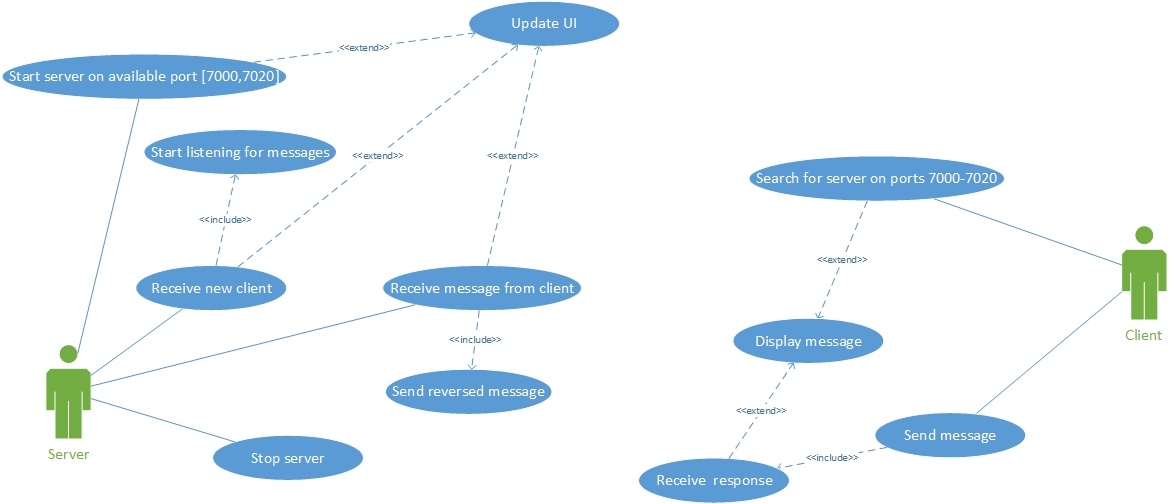 Update UI
<<extend>>
Start server on available port [7000,7020]
Start listening for messages
<<extend>>
<<extend>>
Search for server on ports 7000-7020
<<include>>
<<extend>>
Receive new client
Receive message from client
Client
<<include>>
Display message
Send reversed message
<<extend>>
Send message
Server
Stop server
<<include>>
Receive  response